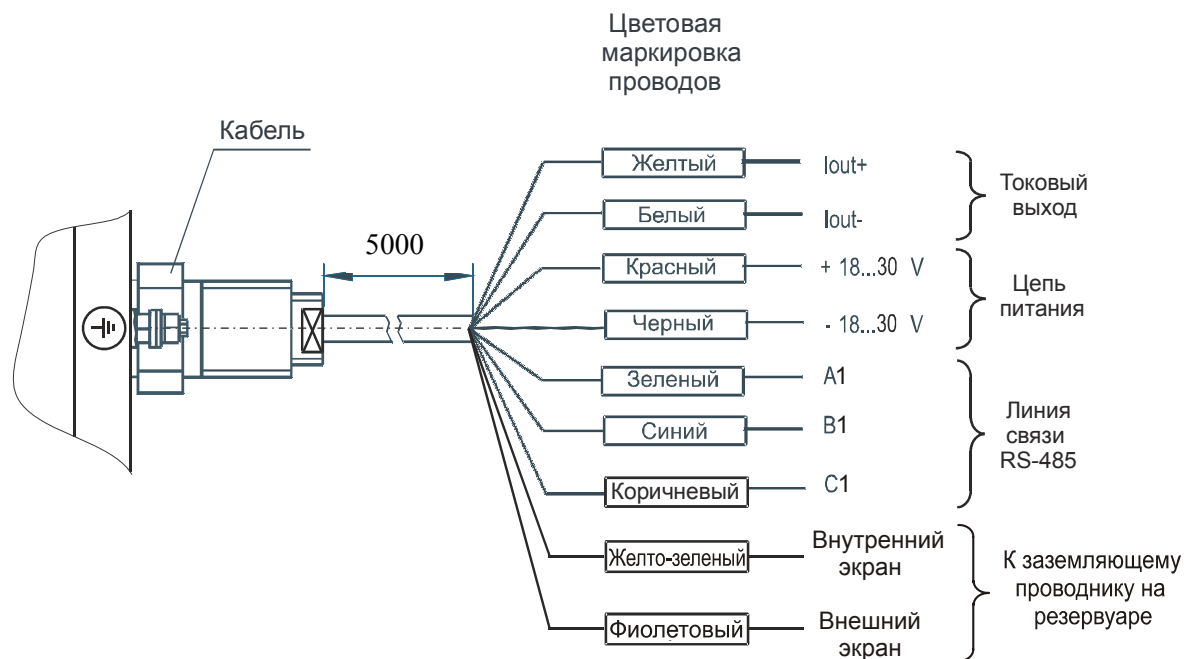 Цветовая
маркировка
проводов
Кабель
5000
Желтый
Iout+
Белый
Iout-
Токовый
выход
Красный
+ 18...30 V
Черный
- 18...30 V
Цепь
питания
Зеленый
A1
Синий
B1
Коричневый
C1
Линия
связи
RS-485
Желто-зеленый
Внутренний
экран
Фиолетовый
Внешний
экран
К заземляющему
проводнику на
резервуаре